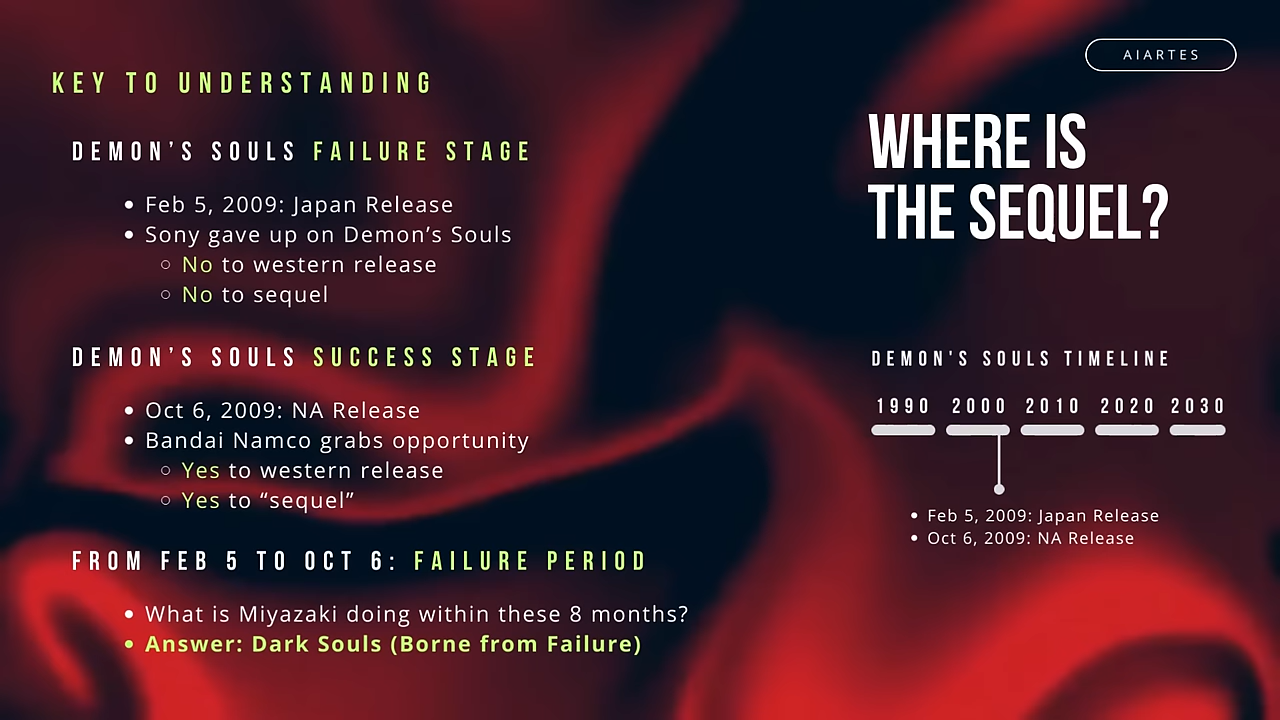 KEY TO UNDERSTANDING
DEMON'S SOULS FAILURE STAGE
• Feb 5, 2009: Japan Release
• Sony gave up on Demon's Souls
○ No to western release
○ No to sequel
DEMON'S SOULS SUCCESS STAGE
• Oct 6, 2009: NA Release
• Bandai Namco grabs opportunity
○ Yes to western release
○ Yes to “sequel”
FROM FEB 5 TO OCT 6: FAILURE PERIOD
• What is Miyazaki doing within these 8 months?
• Answer: Dark Souls (Borne from Failure)
AIARTES
WHERE IS
THE SEQUEL?
DEMON'S SOULS TIMELINE
1990 2000 2010 2020 2030
• Feb 5, 2009: Japan Release
• Oct 6, 2009: NA Release